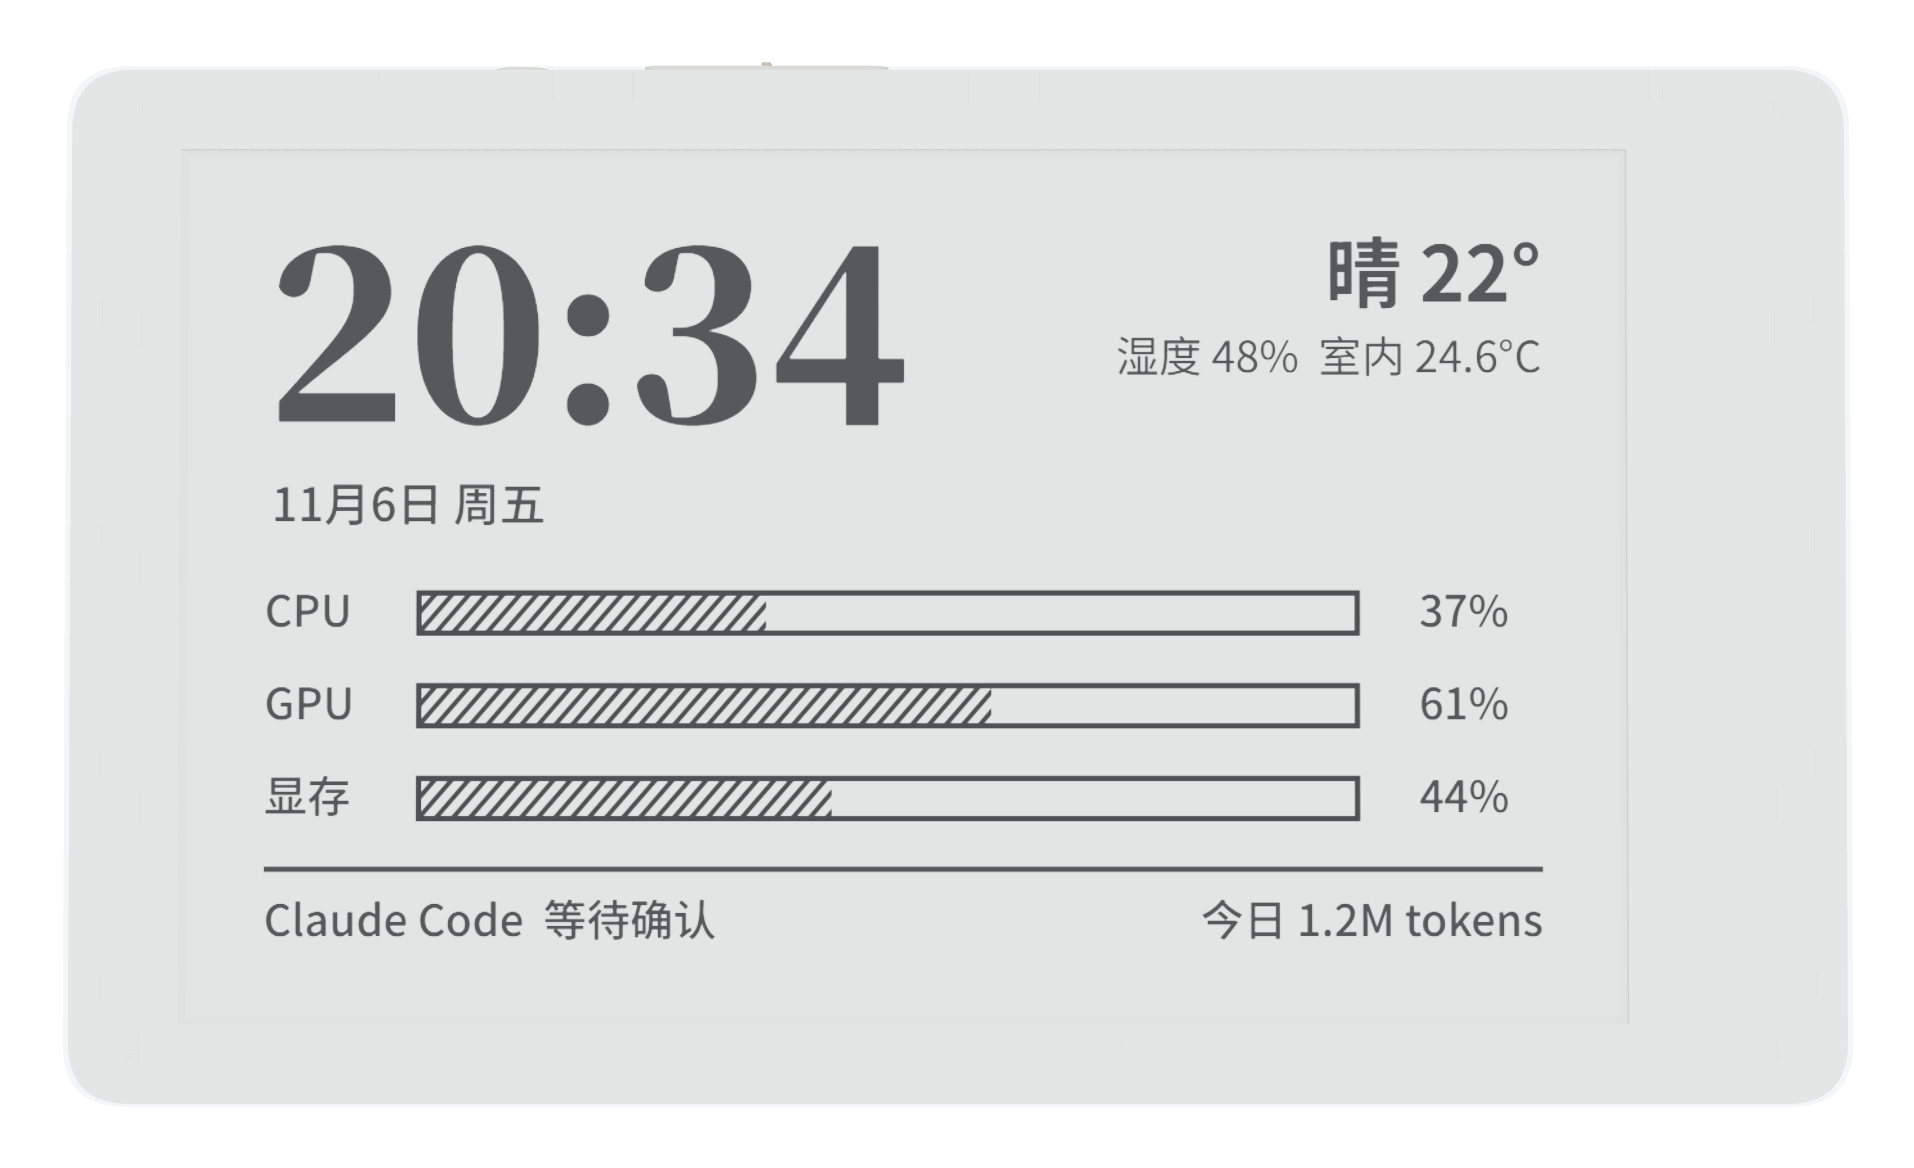 20:34
晴 22°
湿度 48% 室内 24.6°C
11月6日 周五
CPU 37%
GPU 61%
显存 44%
Claude Code 等待确认
今日 1.2M tokens